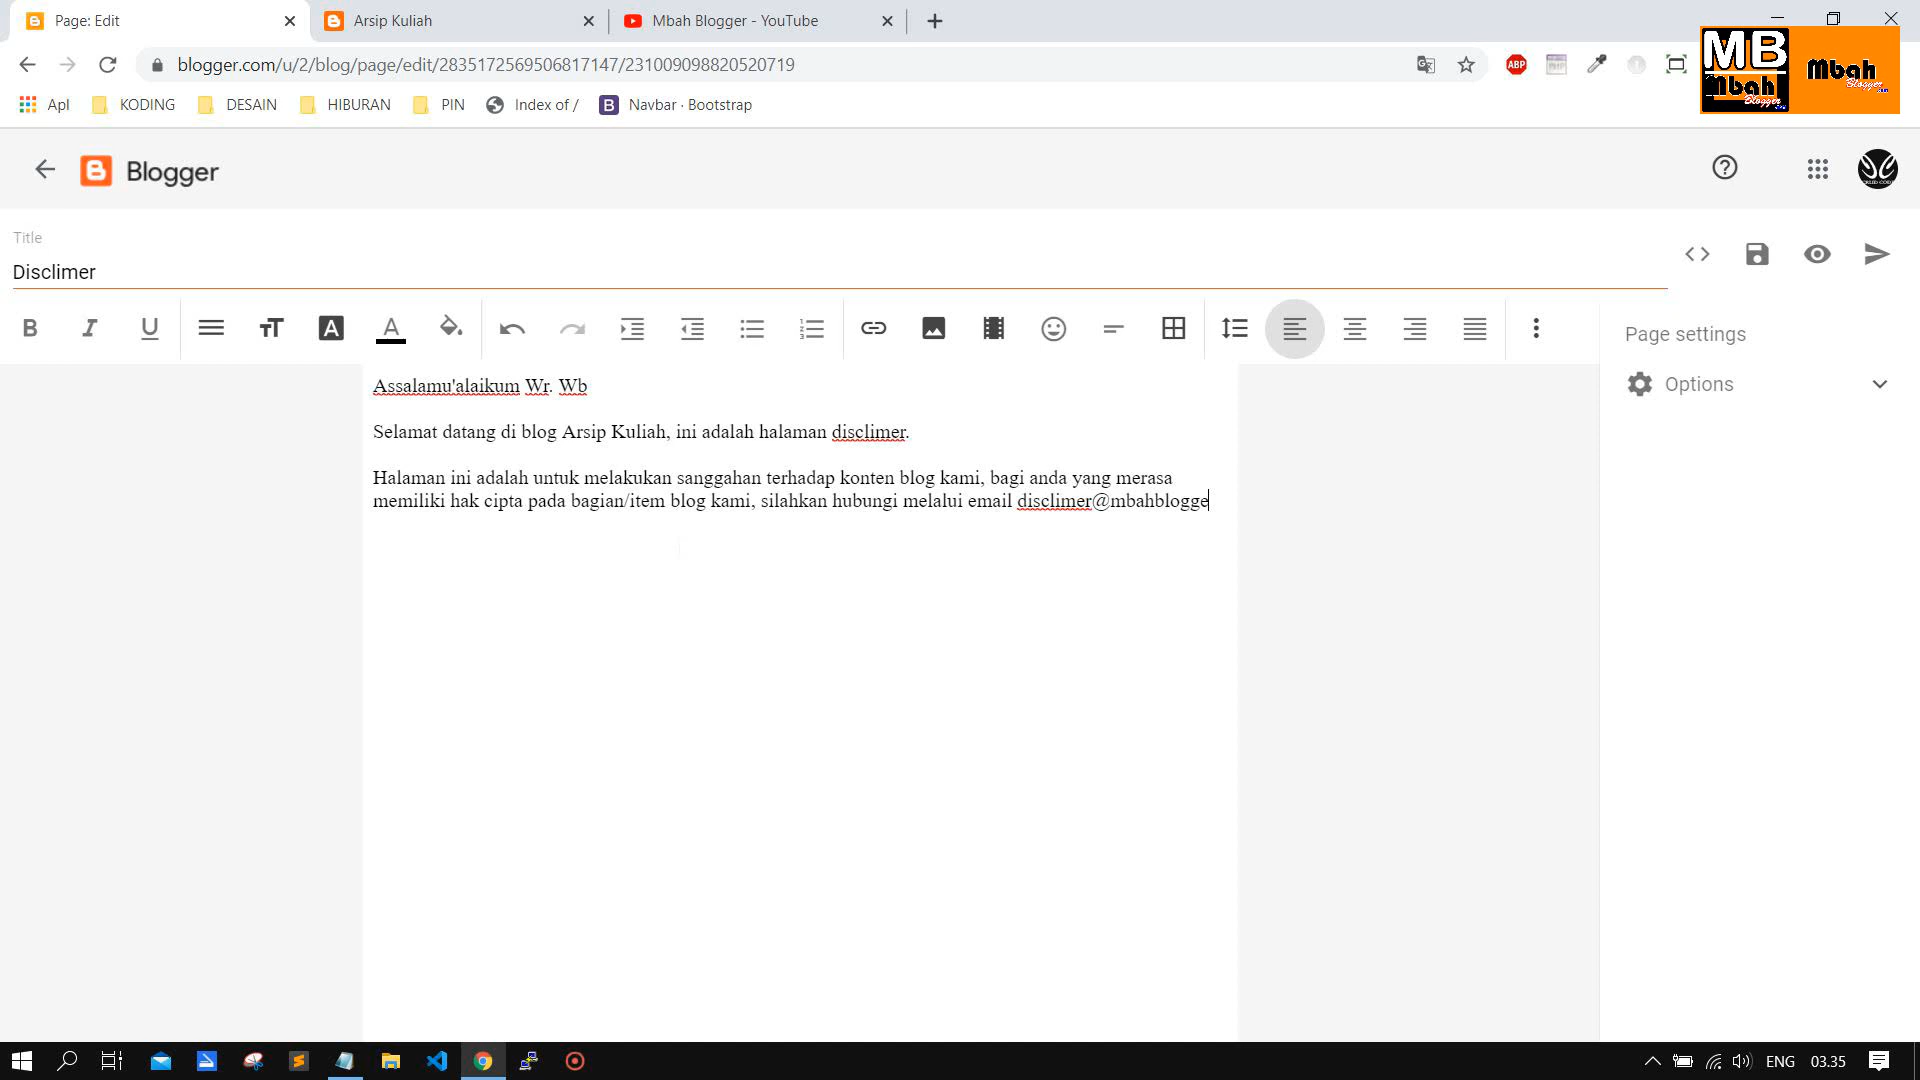 Page: Edit
Arsip Kuliah
Mbah Blogger - YouTube
blogger.com/u/2/blog/page/edit/2835172569506817147/231009098820520719
ABP
MB
Mbah
Blogger
Mbah
Blogger
.com
Apl
KODING
DESAIN
HIBURAN
PIN
Index of /
Navbar · Bootstrap
Blogger
Title
Disclimer
Page settings
Options
Assalamu'alaikum Wr. Wb
Selamat datang di blog Arsip Kuliah, ini adalah halaman disclimer.
Halaman ini adalah untuk melakukan sanggahan terhadap konten blog kami, bagi anda yang merasa
memiliki hak cipta pada bagian/item blog kami, silahkan hubungi melalui email disclimer@mbahblogge
ENG
03.35